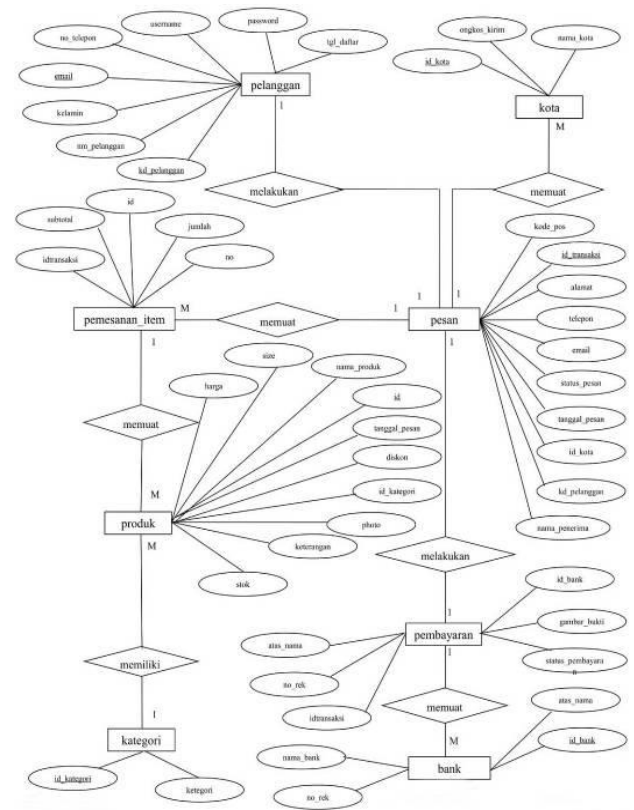 username
password
no_telepon
tgl_daftar
email
pelanggan
kelamin
1
nm_pelanggan
kd_pelanggan
ongkos_kirim
nama_kota
id_kota
kota
M
melakukan
memuat
id
subtotal
jumlah
idtransaksi
no
pemesanan_item
M
memuat
1
1
1
pesan
1
1
kode_pos
id_transaksi
alamat
telepon
email
status_pesan
tanggal_pesan
id_kota
kd_pelanggan
nama_penerima
memuat
M
size
nama_produk
harga
id
tanggal_pesan
diskon
id_kategori
produk
photo
M
keterangan
stok
melakukan
1
memiliki
1
kategori
id_kategori
ketegori
id_bank
atas_nama
pembayaran
gambar_bukti
1
status_pembayara
n
no_rek
idtransaksi
memuat
M
atas_nama
nama_bank
id_bank
bank
no_rek